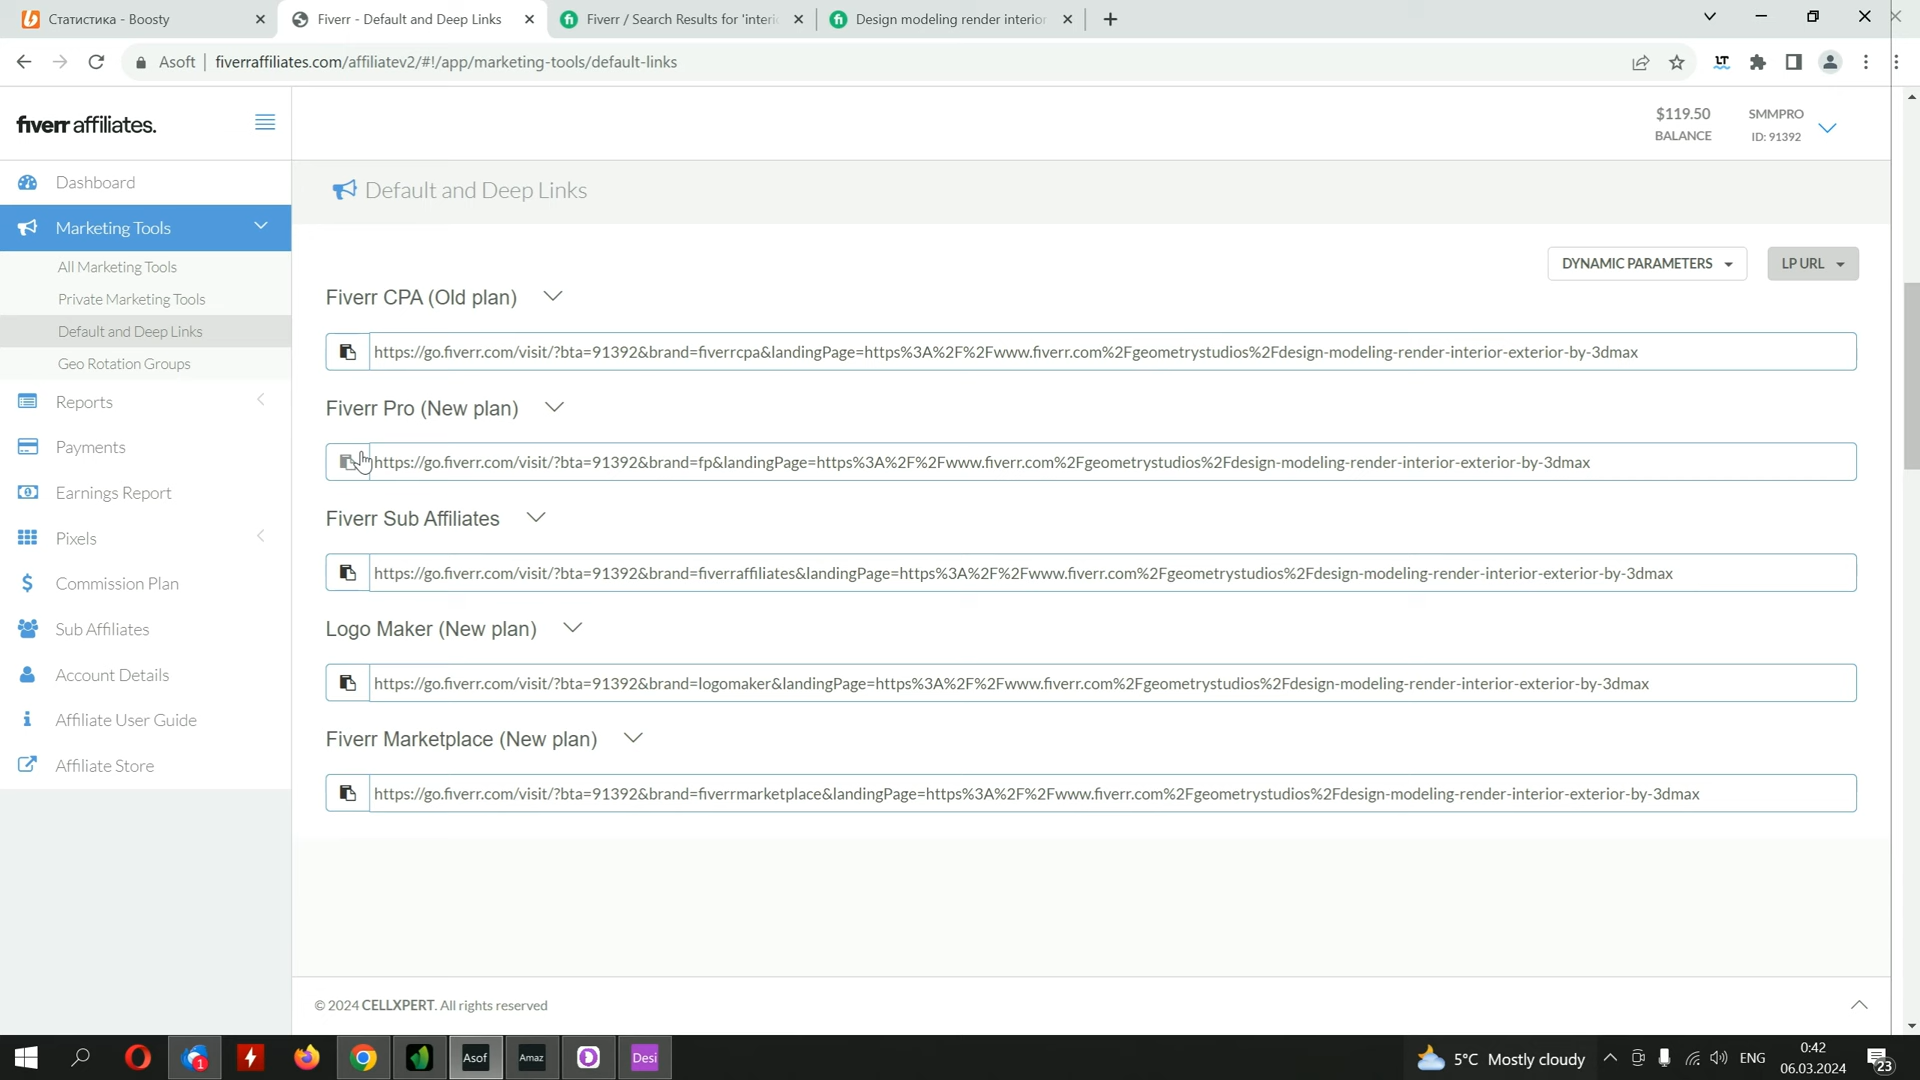 Статистика - Boosty
Fiverr - Default and Deep Links
Fiverr / Search Results for 'interi
Design modeling render interior
Asoft
fiverraffiliates.com/affiliatev2/#!/app/marketing-tools/default-links
LT
fiverr affiliates.
$119.50
BALANCE
SMMPRO
ID: 91392
Dashboard
Marketing Tools
All Marketing Tools
Private Marketing Tools
Default and Deep Links
Geo Rotation Groups
Reports
Payments
Earnings Report
Pixels
Commission Plan
Sub Affiliates
Account Details
Affiliate User Guide
Affiliate Store
Default and Deep Links
DYNAMIC PARAMETERS
LP URL
Fiverr CPA (Old plan)
https://go.fiverr.com/visit/?bta=91392&brand=fiverrcpa&landingPage=https%3A%2F%2Fwww.fiverr.com%2Fgeometrystudios%2Fdesign-modeling-render-interior-exterior-by-3dmax
Fiverr Pro (New plan)
https://go.fiverr.com/visit/?bta=91392&brand=fp&landingPage=https%3A%2F%2Fwww.fiverr.com%2Fgeometrystudios%2Fdesign-modeling-render-interior-exterior-by-3dmax
Fiverr Sub Affiliates
https://go.fiverr.com/visit/?bta=91392&brand=fiverraffiliates&landingPage=https%3A%2F%2Fwww.fiverr.com%2Fgeometrystudios%2Fdesign-modeling-render-interior-exterior-by-3dmax
Logo Maker (New plan)
https://go.fiverr.com/visit/?bta=91392&brand=logomaker&landingPage=https%3A%2F%2Fwww.fiverr.com%2Fgeometrystudios%2Fdesign-modeling-render-interior-exterior-by-3dmax
Fiverr Marketplace (New plan)
https://go.fiverr.com/visit/?bta=91392&brand=fiverrmarketplace&landingPage=https%3A%2F%2Fwww.fiverr.com%2Fgeometrystudios%2Fdesign-modeling-render-interior-exterior-by-3dmax
© 2024 CELLXPERT. All rights reserved
1
Asof
Amaz
Desi
5°C Mostly cloudy
ENG
0:42
06.03.2024
23